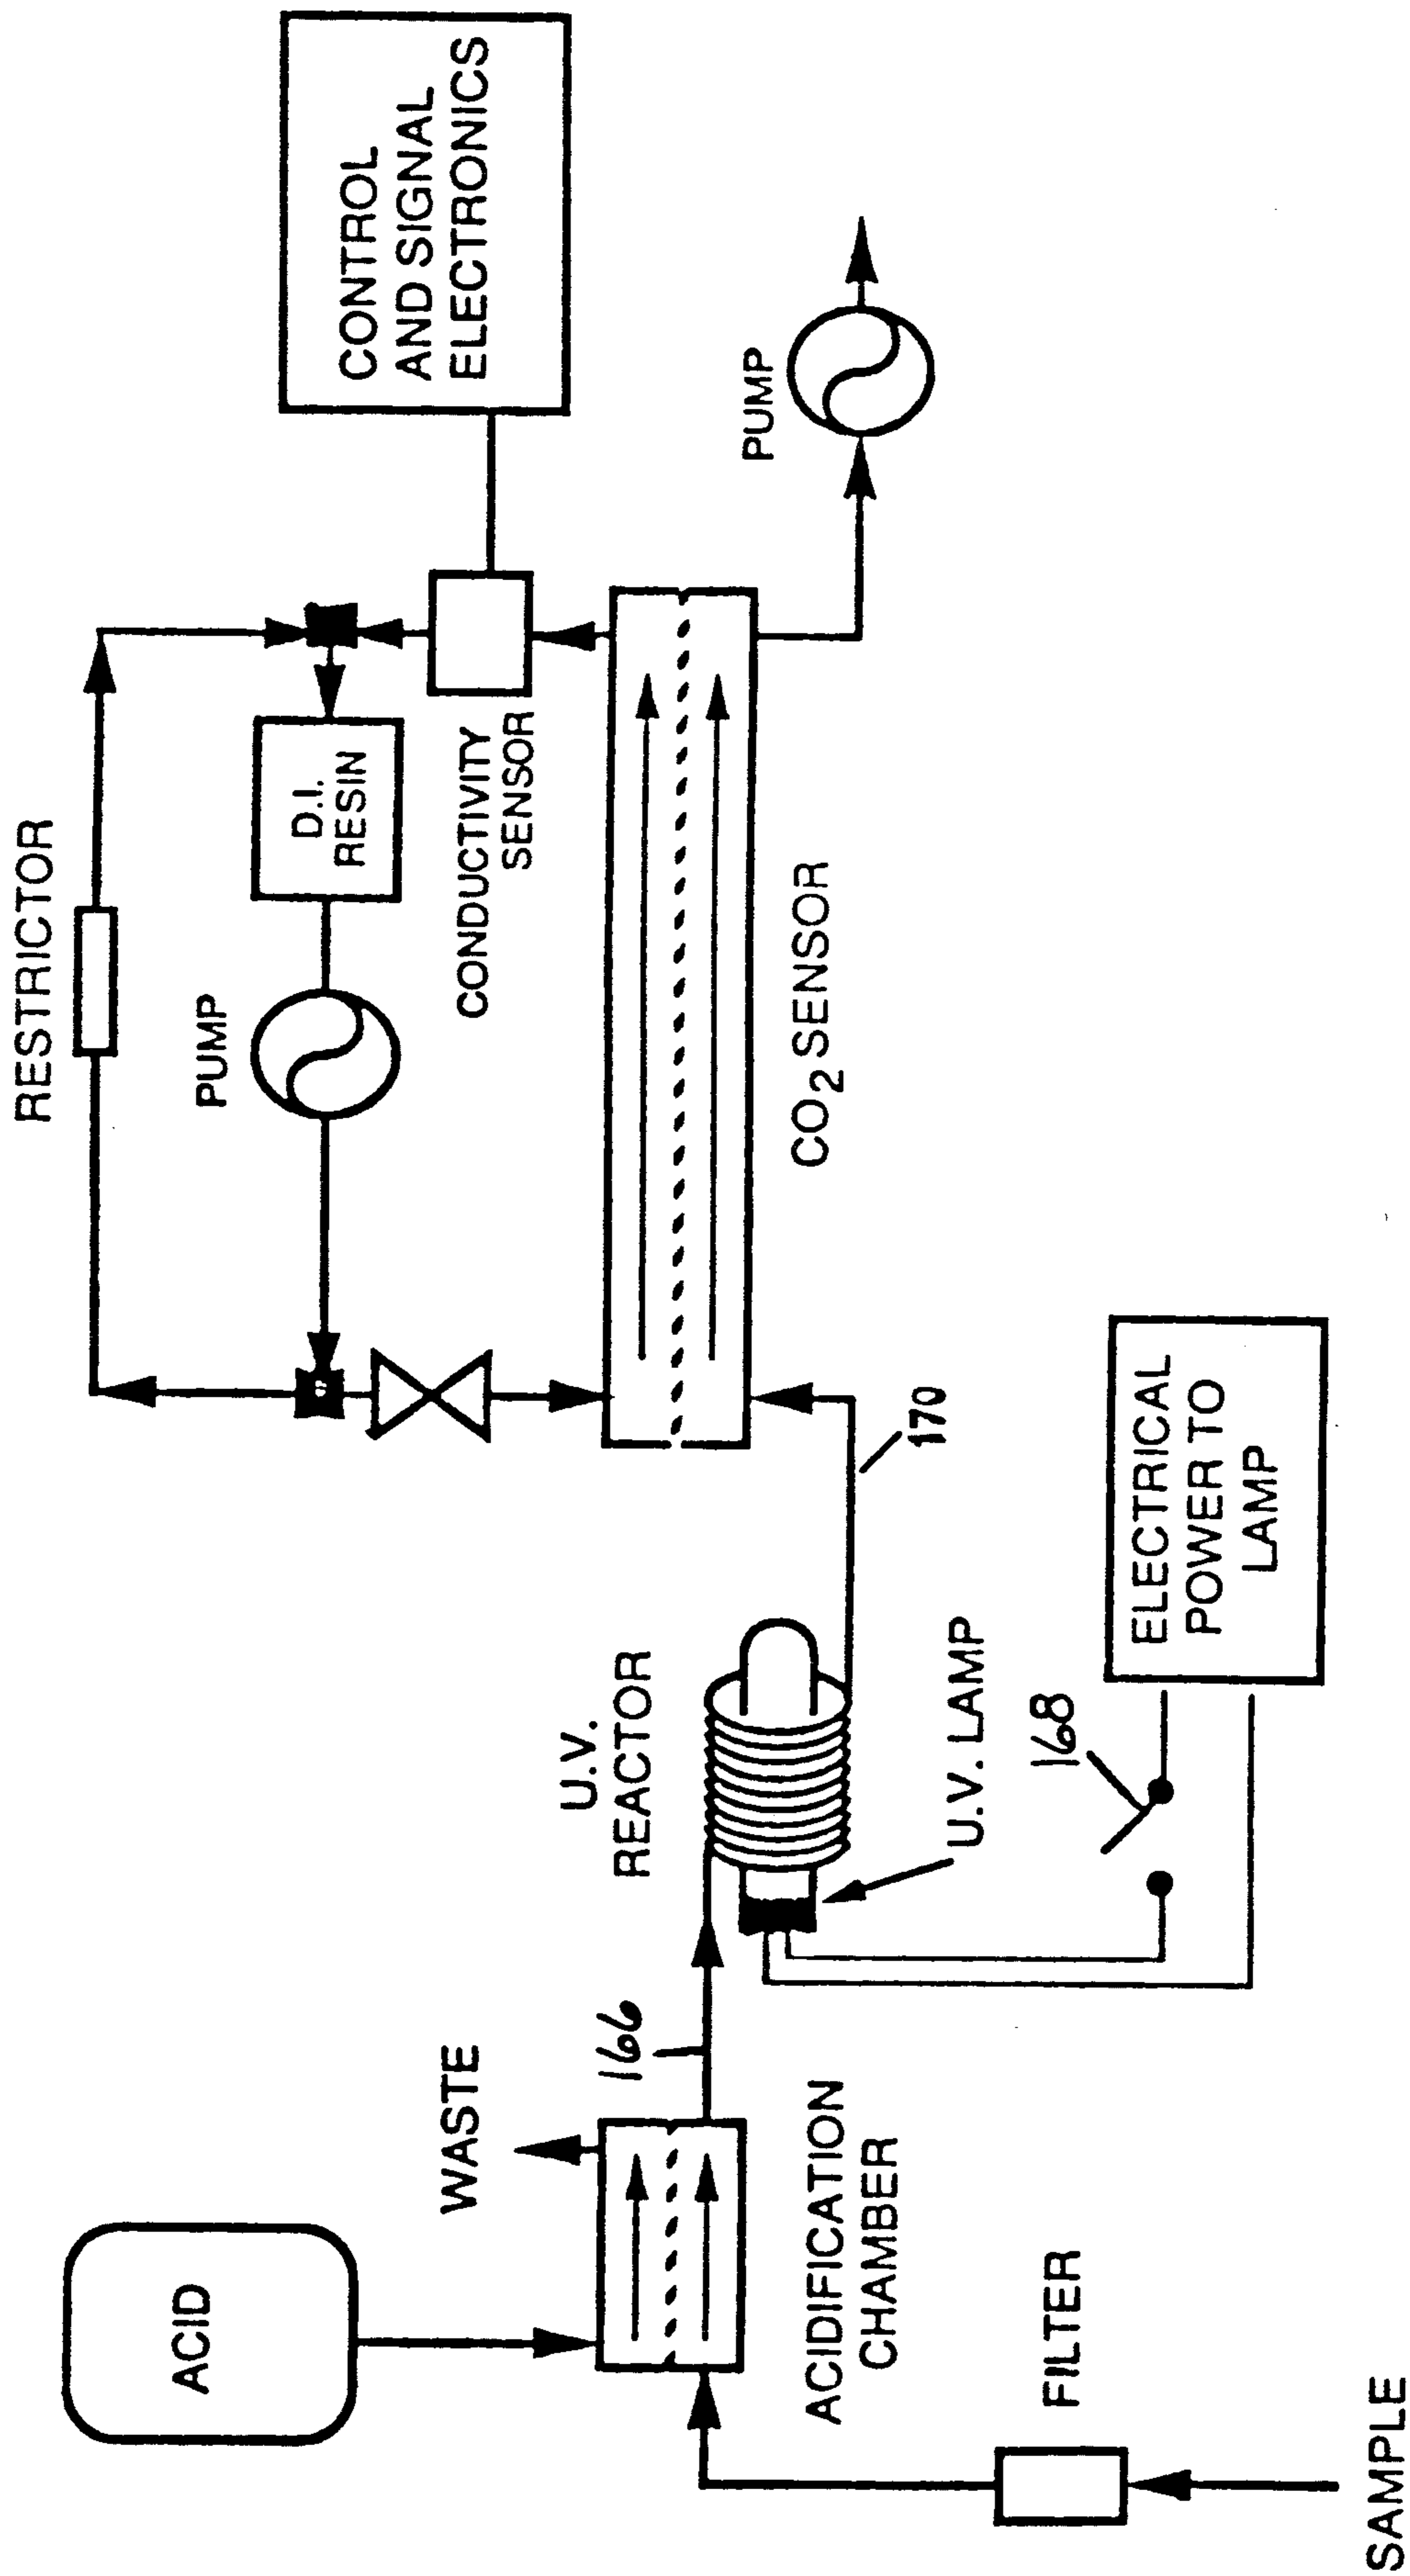 RESTRICTOR
PUMP
D.I.
RESIN
CONTROL
AND SIGNAL
ELECTRONICS
CONDUCTIVITY
SENSOR
PUMP
CO2 SENSOR
170
ACID
WASTE
166
U.V.
REACTOR
ACIDIFICATION
CHAMBER
U.V. LAMP
168
ELECTRICAL
POWER TO
LAMP
FILTER
SAMPLE